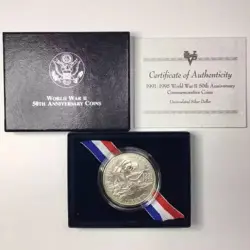 WORLD WAR II
50TH ANNIVERSARY COINS
Certificate of Authenticity
1991-1995 World War II 50th Anniversary
Commemorative Coins
Uncirculated Silver Dollar